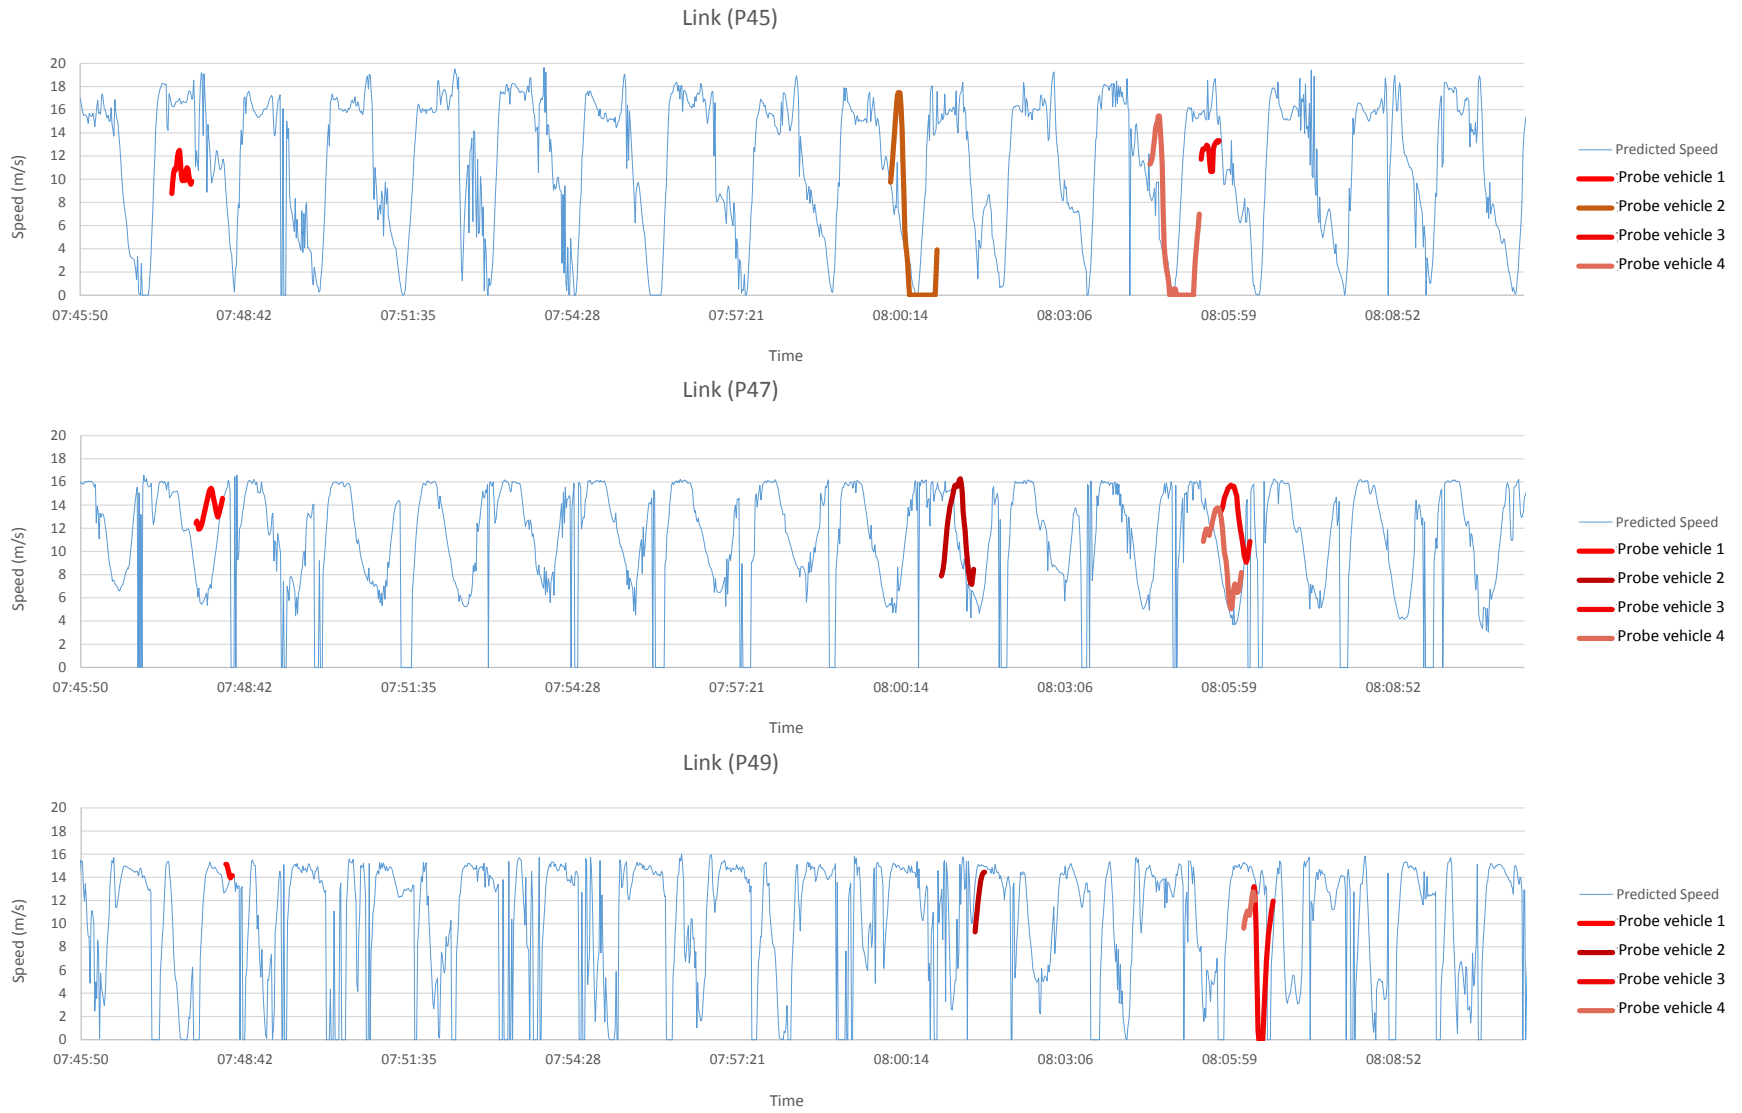 Link (P45)
20
18
16
14
12
10
8
6
4
2
0
Speed (m/s)
07:45:50 07:48:42 07:51:35 07:54:28 07:57:21 08:00:14 08:03:06 08:05:59 08:08:52
Time
Predicted Speed
Probe vehicle 1
Probe vehicle 2
Probe vehicle 3
Probe vehicle 4
Link (P47)
20
18
16
14
12
10
8
6
4
2
0
Speed (m/s)
07:45:50 07:48:42 07:51:35 07:54:28 07:57:21 08:00:14 08:03:06 08:05:59 08:08:52
Time
Predicted Speed
Probe vehicle 1
Probe vehicle 2
Probe vehicle 3
Probe vehicle 4
Link (P49)
20
18
16
14
12
10
8
6
4
2
0
Speed (m/s)
07:45:50 07:48:42 07:51:35 07:54:28 07:57:21 08:00:14 08:03:06 08:05:59 08:08:52
Time
Predicted Speed
Probe vehicle 1
Probe vehicle 2
Probe vehicle 3
Probe vehicle 4